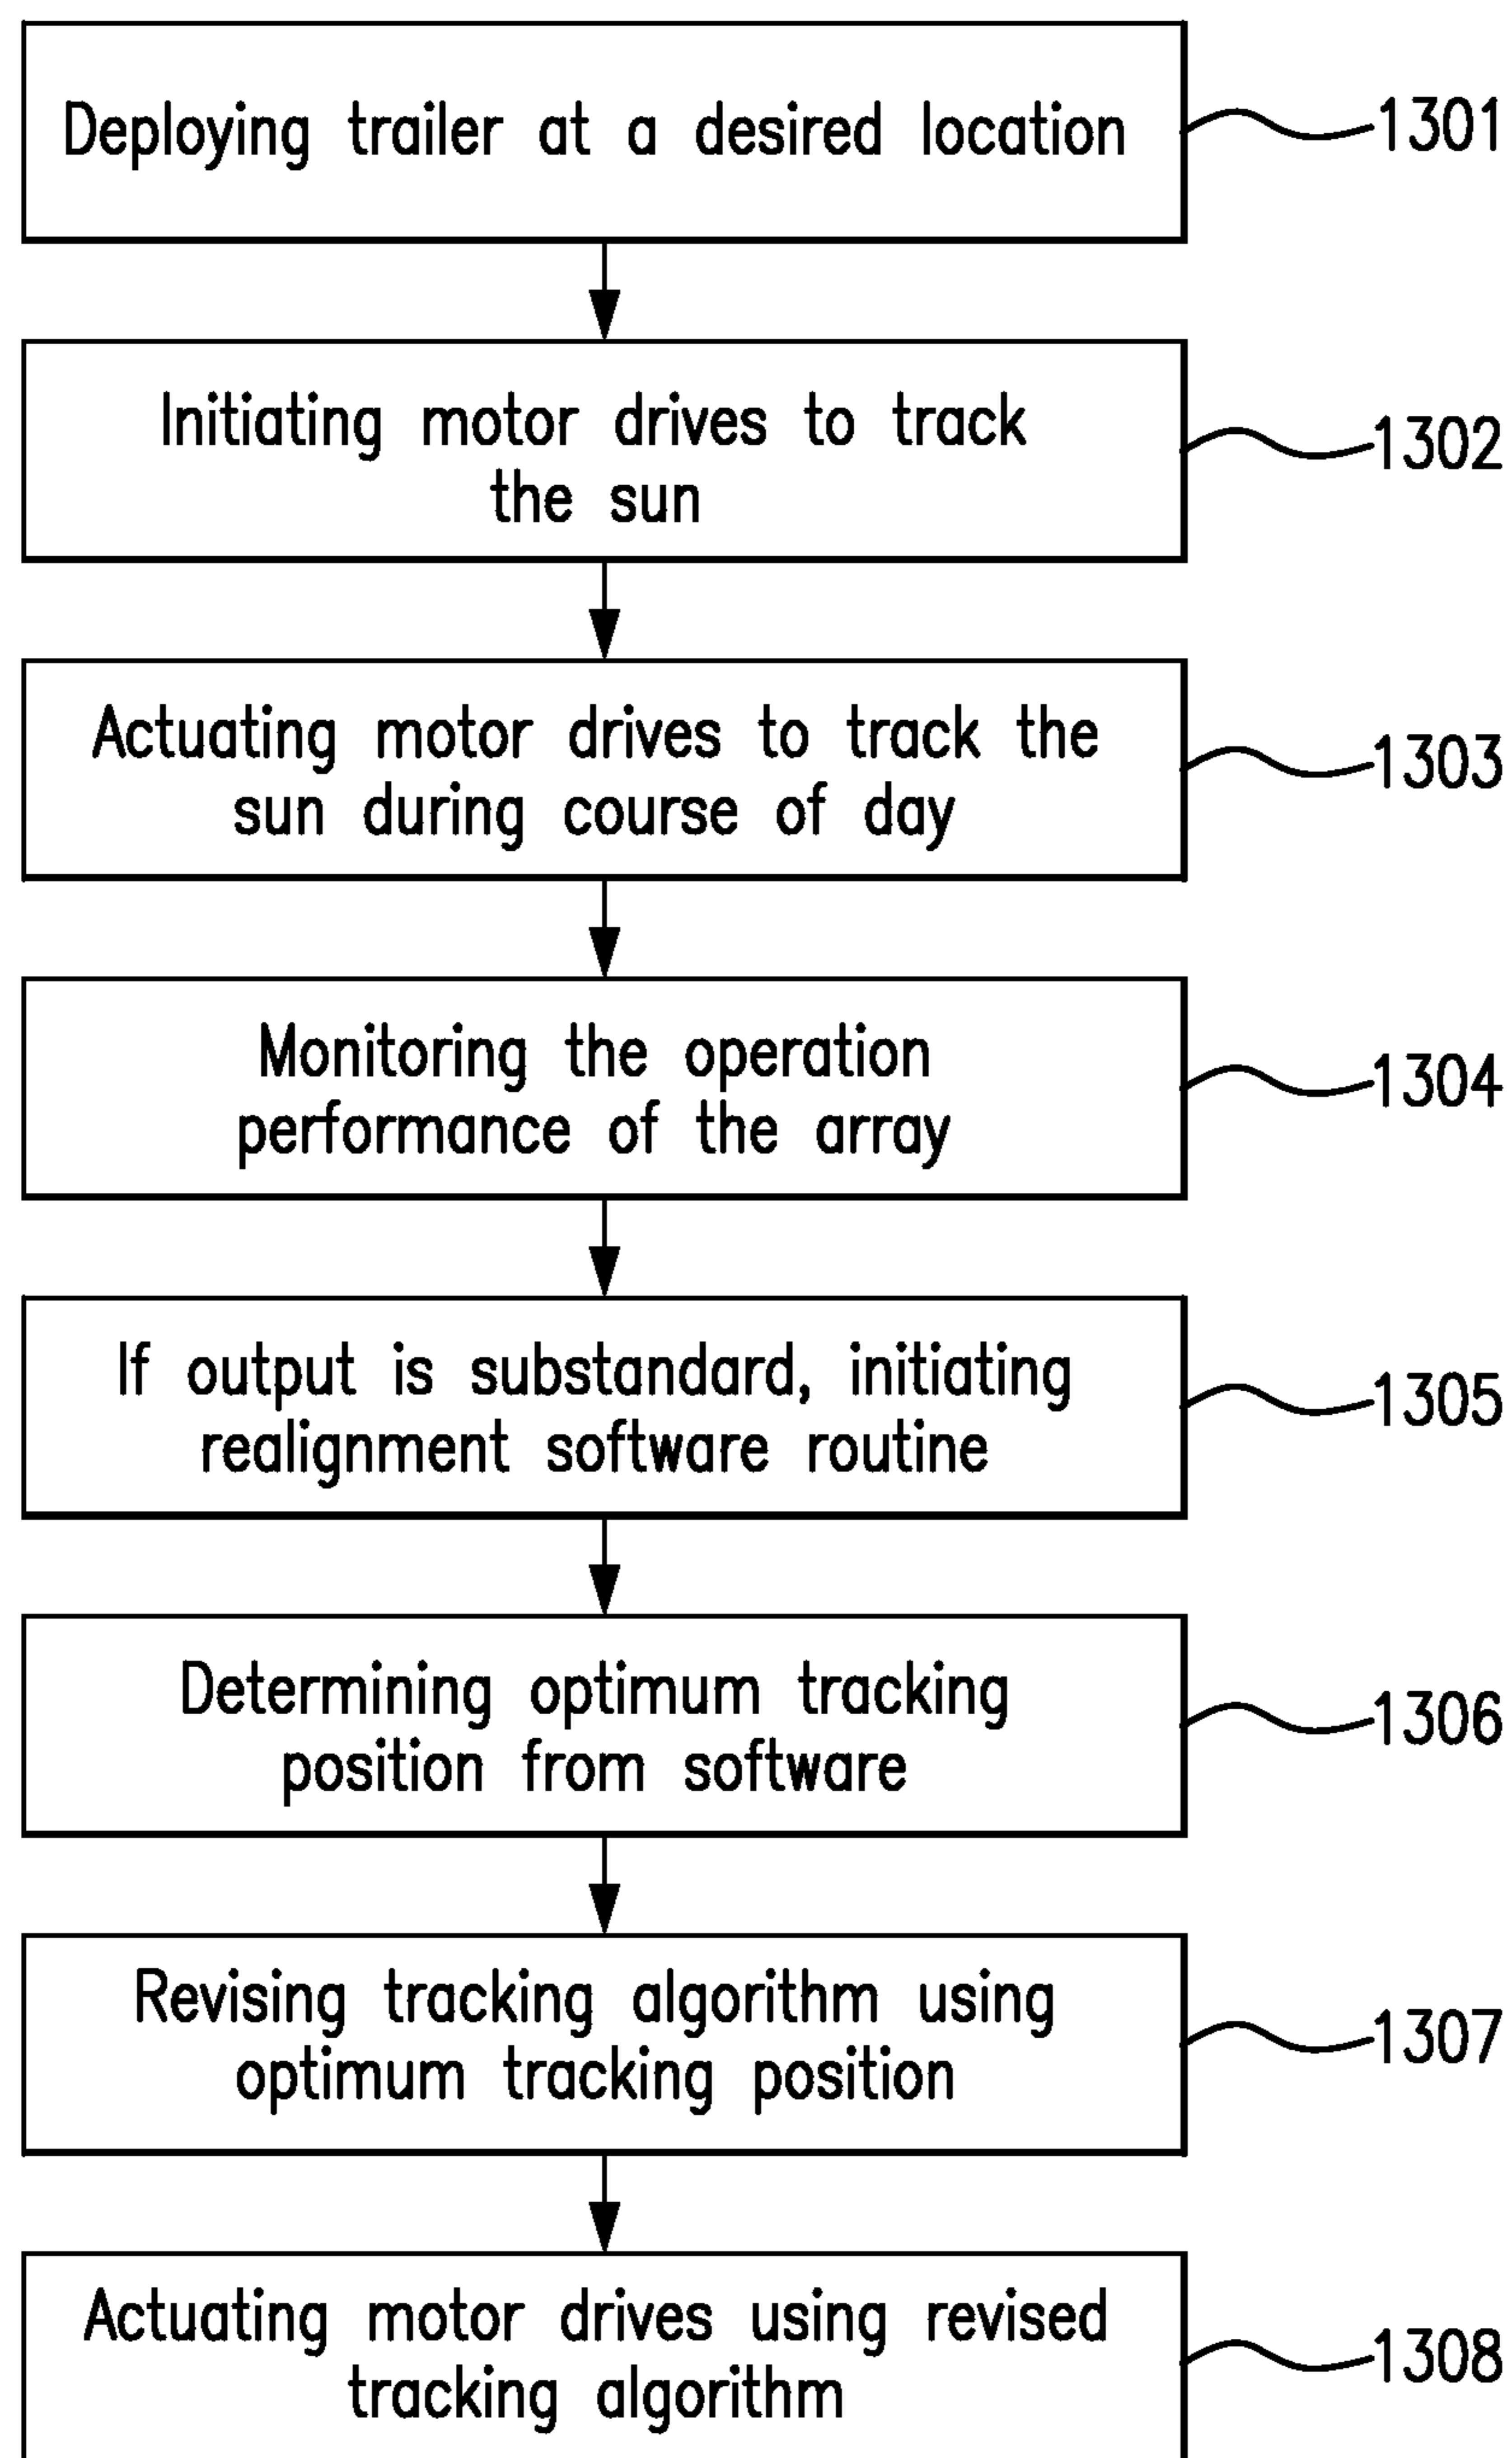 Deploying trailer at a desired location
1301
Initiating motor drives to track
the sun
1302
Actuating motor drives to track the
sun during course of day
1303
Monitoring the operation
performance of the array
1304
If output is substandard, initiating
realignment software routine
1305
Determining optimum tracking
position from software
1306
Revising tracking algorithm using
optimum tracking position
1307
Actuating motor drives using revised
tracking algorithm
1308